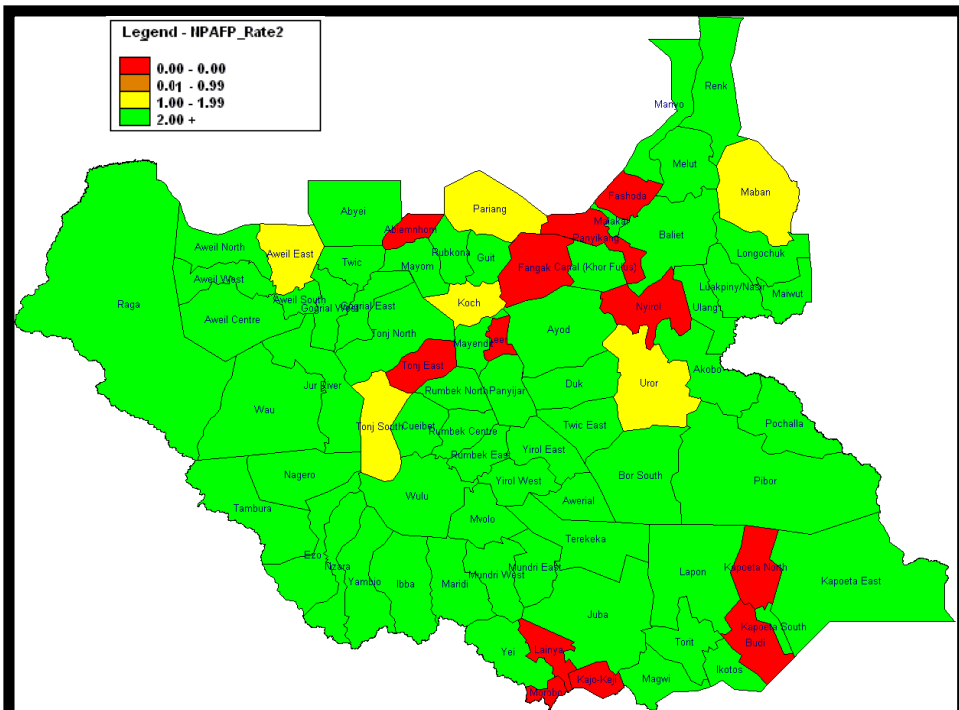 Legend - NPAFP_Rate2
0.00 - 0.00
0.01 - 0.99
1.00 - 1.99
2.00 +
Renk
Manyo
Melut
Maban
Fashoda
Pariang
Abyei
Abiemnhom
Malakal
Panyikang
Baliet
Aweil North
Aweil East
Twic
Mayom
Rubkona
Guit
Fangak
Canal (Khor Fulus)
Longochuk
Aweil West
Luakpiny/Nasir
Maiwut
Raga
Aweil South
Gogrial West
Gogrial East
Koch
Nyirol
Ulang
Aweil Centre
Tonj North
Mayendit
Leer
Ayod
Tonj East
Akobo
Jur River
Rumbek North
Panyijar
Duk
Uror
Wau
Tonj South
Cueibet
Rumbek Centre
Twic East
Pochalla
Rumbek East
Yirol East
Nagero
Wulu
Yirol West
Bor South
Pibor
Tambura
Awerial
Mvolo
Terekeka
Ezo
Nzara
Yambio
Ibba
Maridi
Mundri West
Mundri East
Lapon
Kapoeta North
Kapoeta East
Juba
Kapoeta South
Yei
Lainya
Torit
Budi
Ikotos
Morobo
Kajo-Keji
Magwi